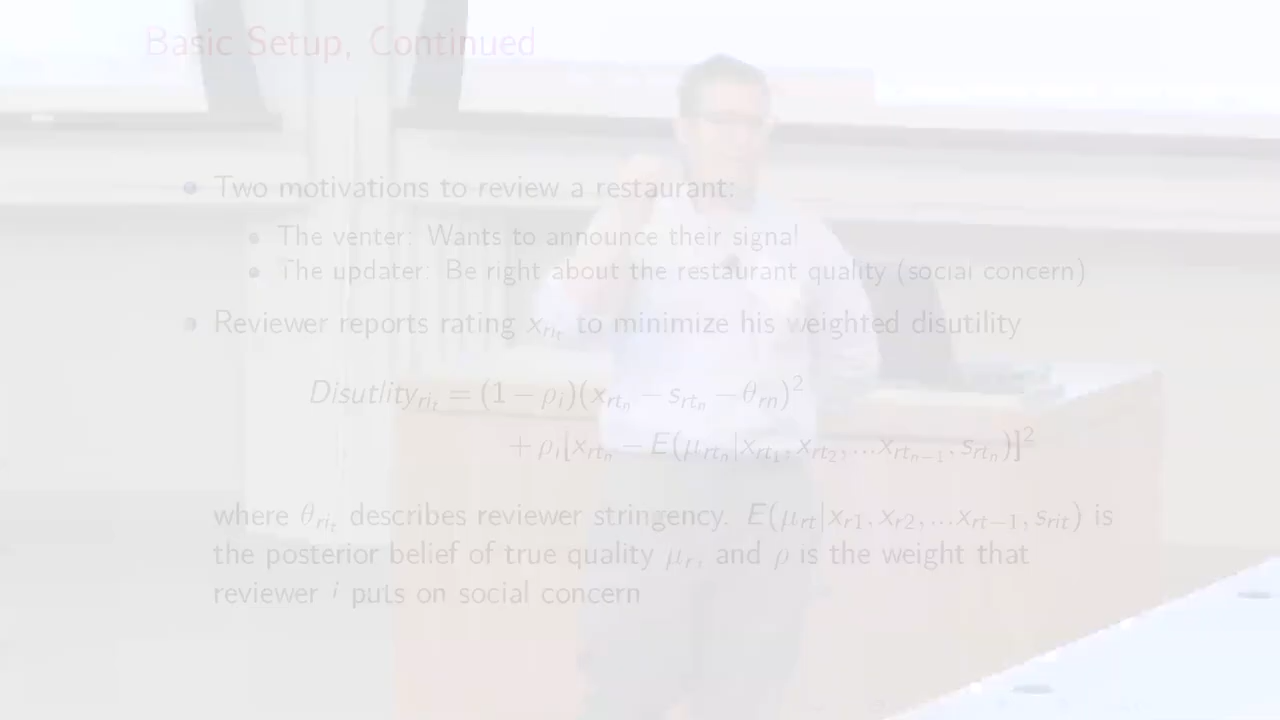 Basic Setup, Continued
• Two motivations to review a restaurant:
• The venter: Wants to announce their signal
• The updater: Be right about the restaurant quality (social concern)
• Reviewer reports rating x_{ri_t} to minimize his weighted disutility
Disutlity_{ri_t} = (1 − ρ_i)(x_{rt_n} − s_{rt_n} − θ_{rn})²
+ ρ_i[x_{rt_n} − E(μ_{rt_n}|x_{rt_1}, x_{rt_2}, ...x_{rt_{n−1}}, s_{rt_n})]²
where θ_{ri_t} describes reviewer stringency. E(μ_{rt}|x_{r1}, x_{r2}, ...x_{rt−1}, s_{rit}) is
the posterior belief of true quality μ_{rt}, and ρ is the weight that
reviewer i puts on social concern